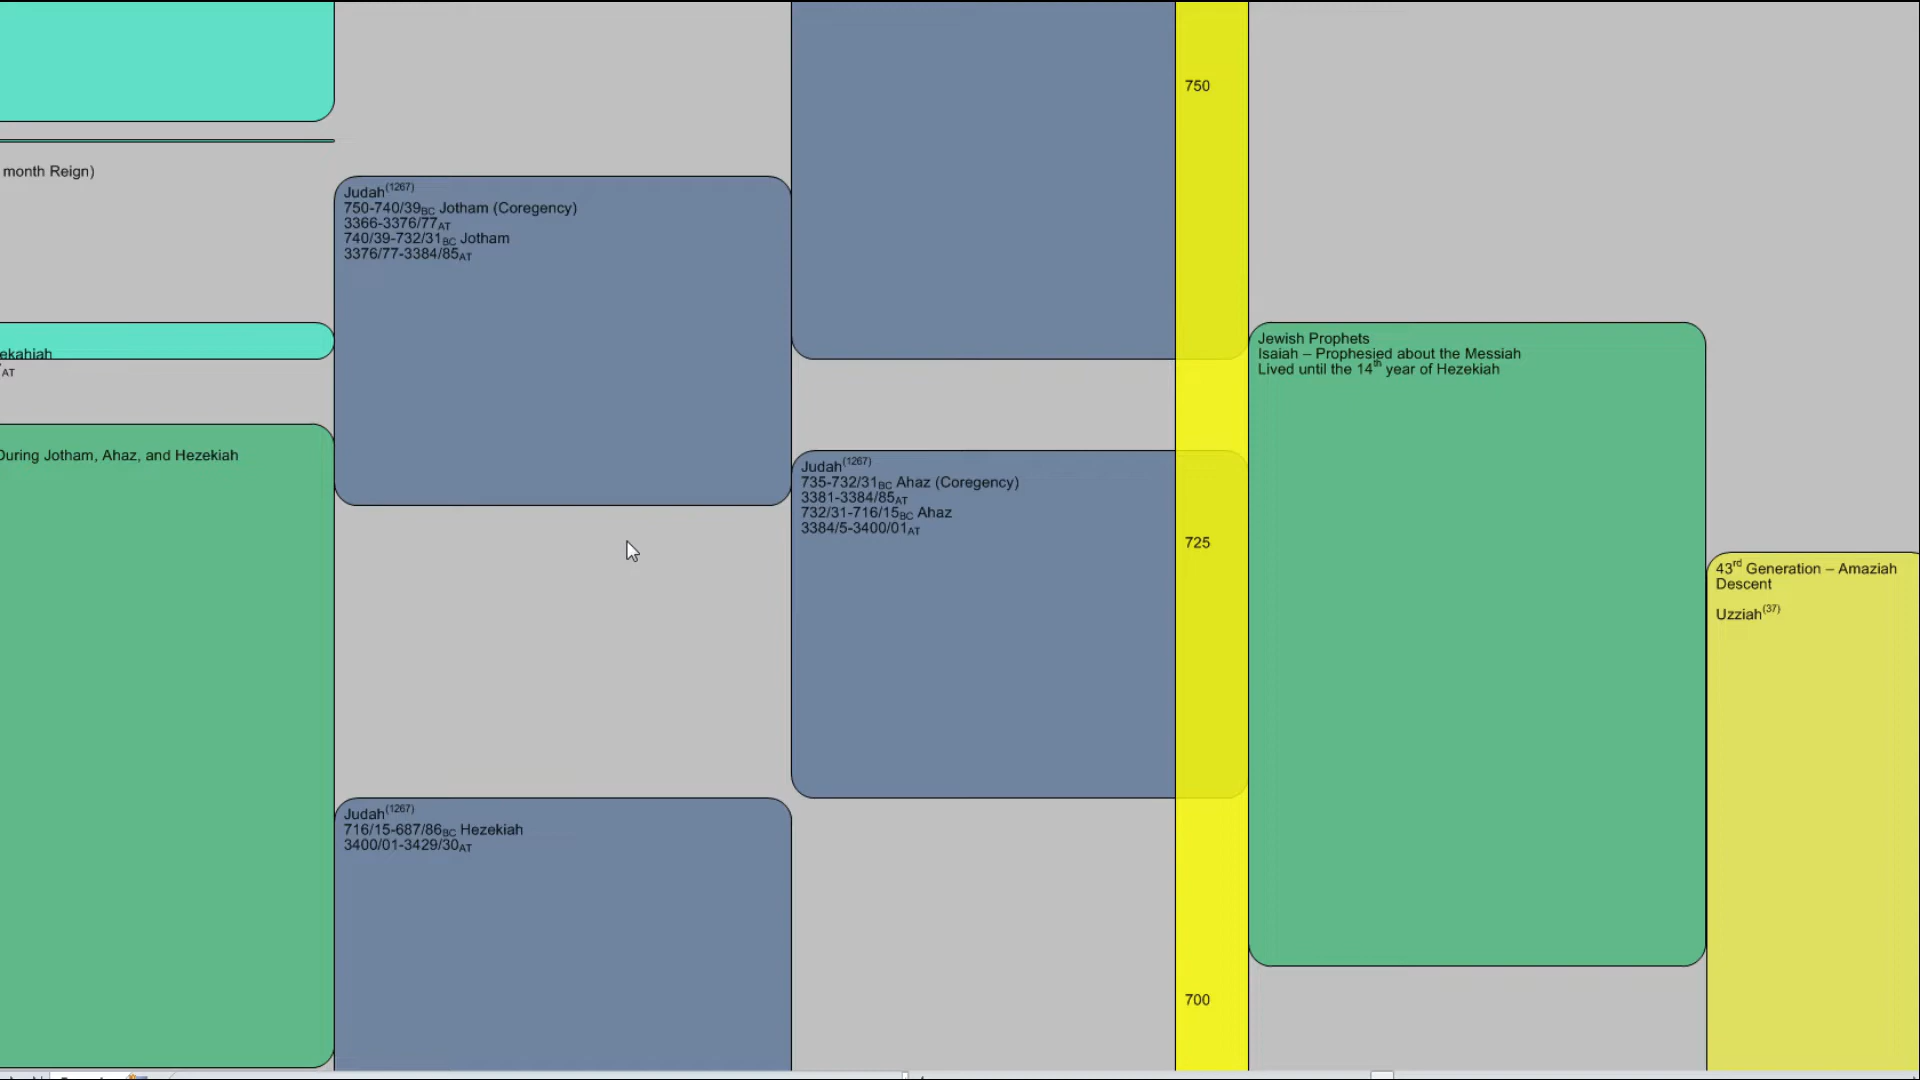 month Reign)
ekahiah
AT
During Jotham, Ahaz, and Hezekiah
Judah(1267)
750-740/39BC Jotham (Coregency)
3366-3376/77AT
740/39-732/31BC Jotham
3376/77-3384/85AT
Judah(1267)
716/15-687/86BC Hezekiah
3400/01-3429/30AT
Judah(1267)
735-732/31BC Ahaz (Coregency)
3381-3384/85AT
732/31-716/15BC Ahaz
3384/5-3400/01AT
750
725
700
Jewish Prophets
Isaiah – Prophesied about the Messiah
Lived until the 14th year of Hezekiah
43rd Generation – Amaziah
Descent
Uzziah(37)